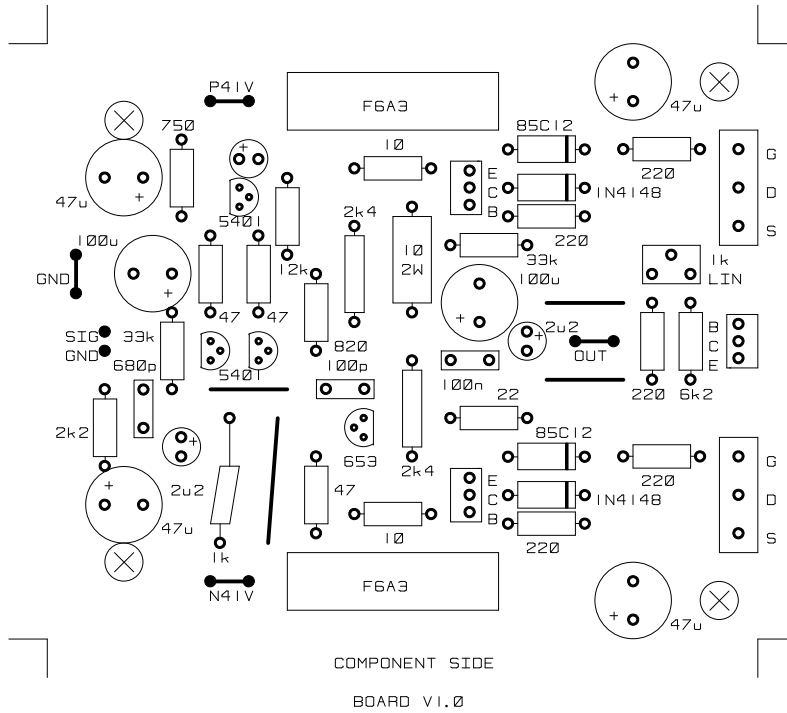 P41V
F6A3
47u
750
10
85C12
220
G
E
C
B
1N4148
D
47u
5401
2k4
220
S
100u
12k
10
2W
33k
100u
1k
LIN
GND
47
47
2u2
SIG
GND
33k
820
OUT
B
C
E
680p
5401
100p
100n
220
6k2
2k2
22
85C12
653
2k4
2u2
47
E
C
B
220
G
1N4148
D
47u
1k
10
220
S
N41V
F6A3
47u
COMPONENT SIDE
BOARD V1.0